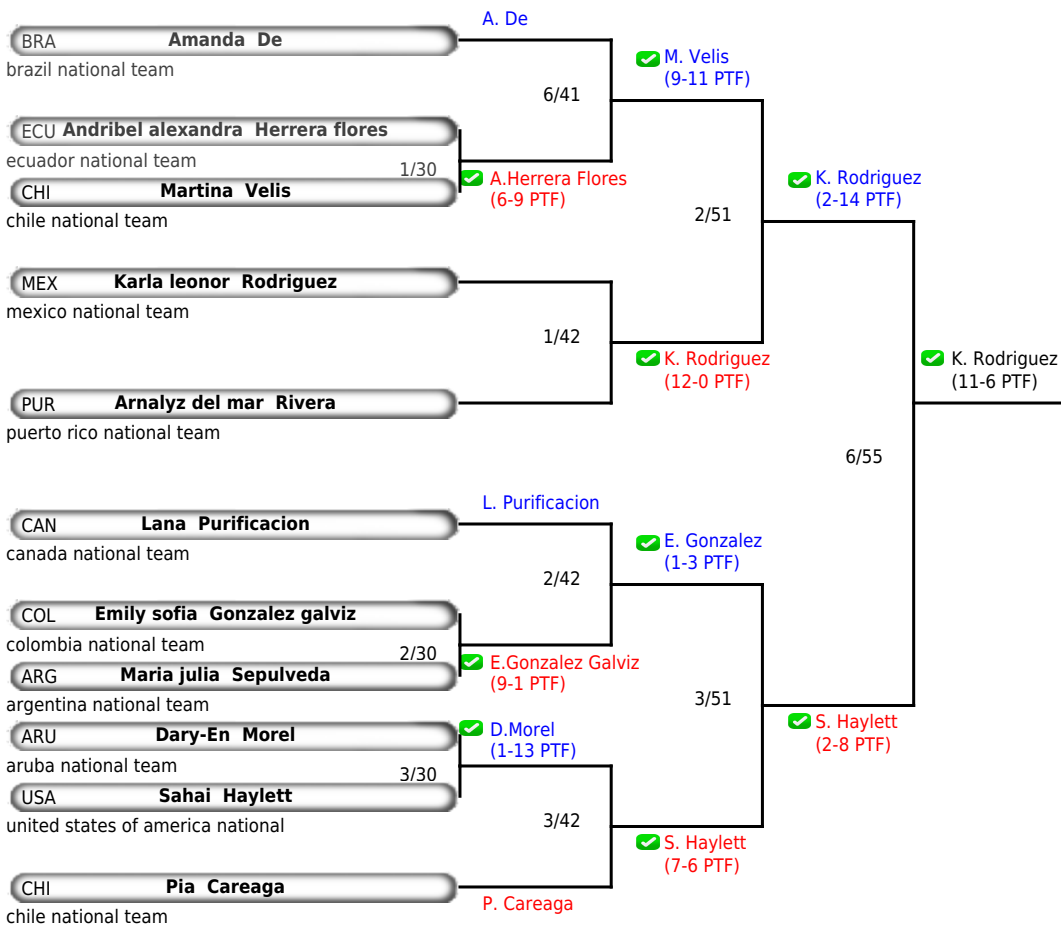 A. De
BRA Amanda De
brazil national team
M. Velis
(9-11 PTF)
6/41
ECU Andribel alexandra Herrera flores
ecuador national team
1/30
A.Herrera Flores
(6-9 PTF)
CHI Martina Velis
chile national team
K. Rodriguez
(2-14 PTF)
2/51
MEX Karla leonor Rodriguez
mexico national team
1/42
K. Rodriguez
(12-0 PTF)
K. Rodriguez
(11-6 PTF)
PUR Arnalyz del mar Rivera
puerto rico national team
6/55
L. Purificacion
CAN Lana Purificacion
canada national team
E. Gonzalez
(1-3 PTF)
2/42
COL Emily sofia Gonzalez galviz
colombia national team
2/30
E.Gonzalez Galviz
(9-1 PTF)
ARG Maria julia Sepulveda
argentina national team
3/51
S. Haylett
(2-8 PTF)
ARU Dary-En Morel
aruba national team
D.Morel
(1-13 PTF)
3/30
USA Sahai Haylett
united states of america national
3/42
S. Haylett
(7-6 PTF)
CHI Pia Careaga
chile national team
P. Careaga